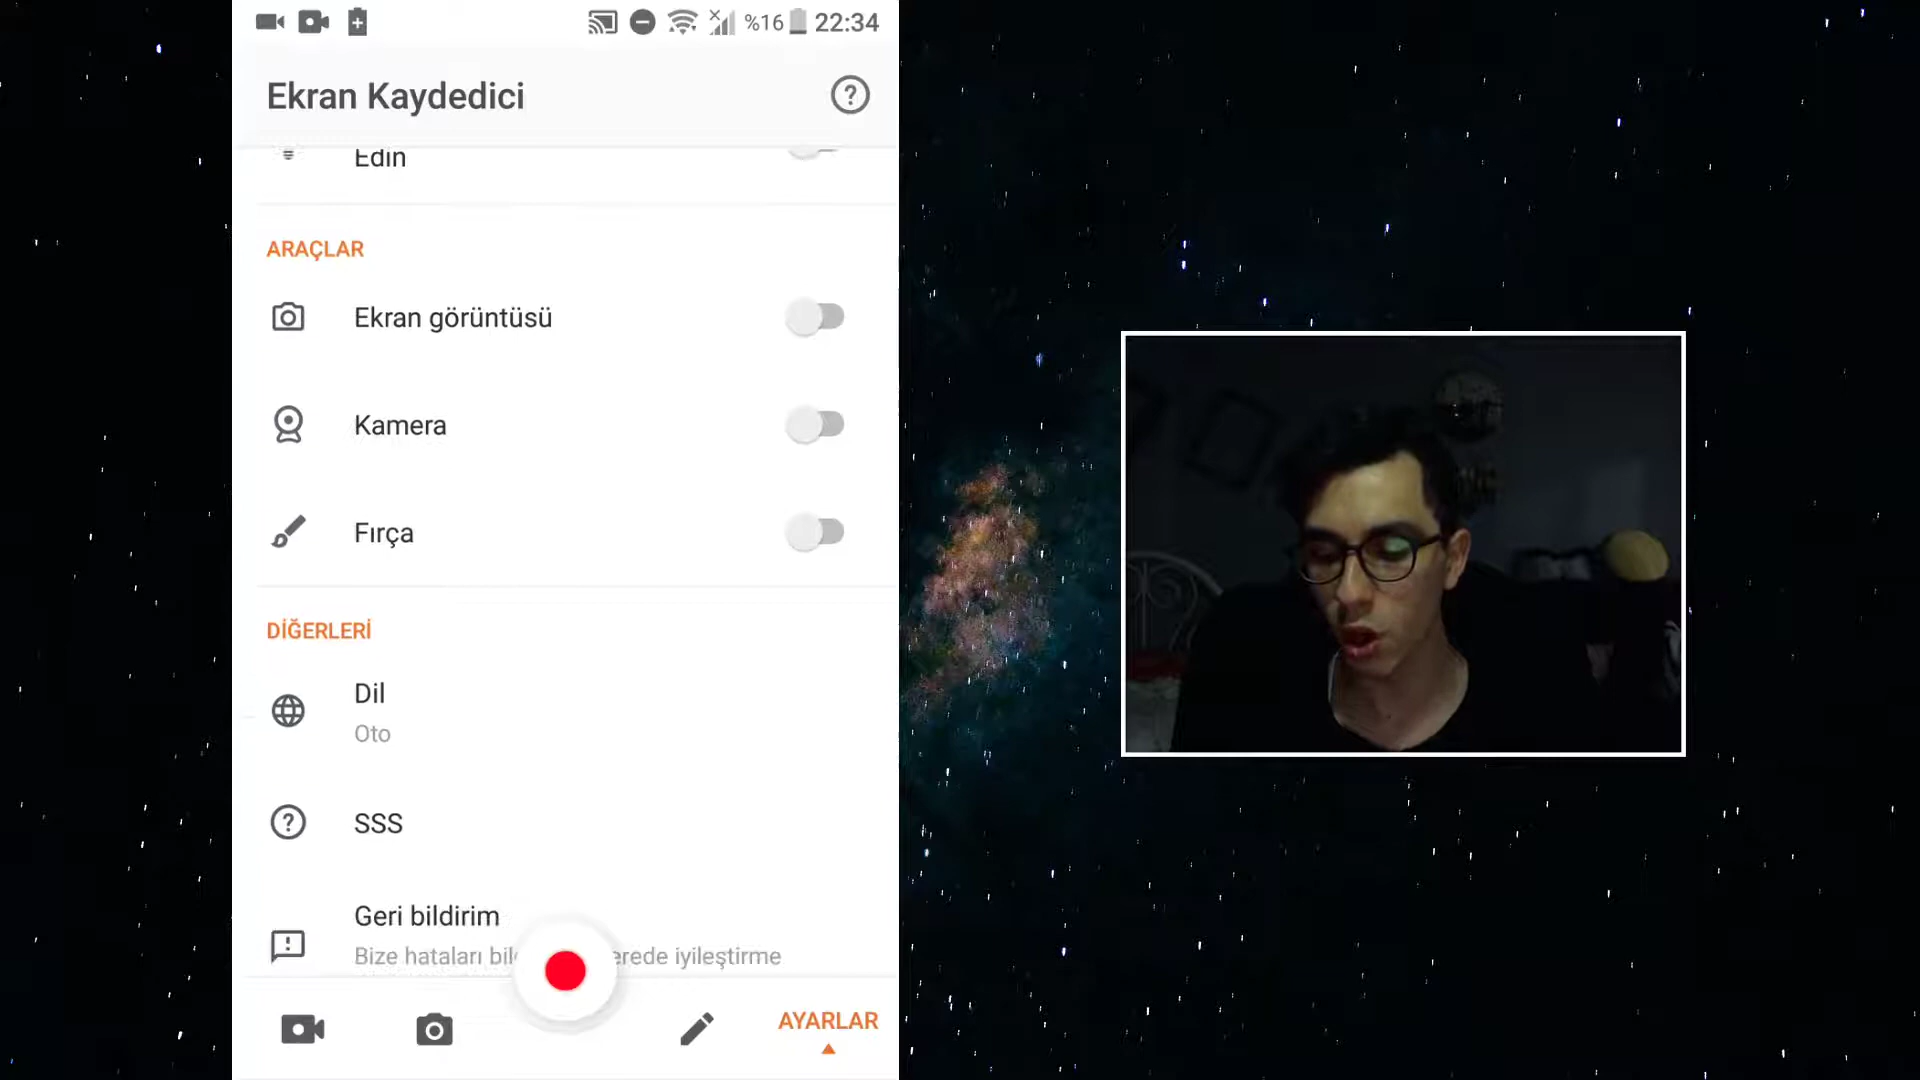 %16 22:34
Ekran Kaydedici
Edin
ARAÇLAR
Ekran görüntüsü
Kamera
Fırça
DİĞERLERİ
Dil
Oto
SSS
Geri bildirim
Bize hataları erede iyileştirme
AYARLAR